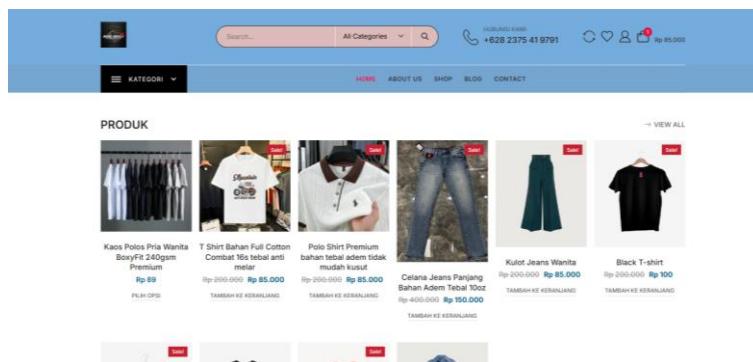 HUBUNGI KAMI
Search...
All Categories
+628 2375 41 9791
1
Rp 85.000
KATEGORI
HOME ABOUT US SHOP BLOG CONTACT
PRODUK
→ VIEW ALL
Sale!
Sale!
Sale!
Sale!
Sale!
Kaos Polos Pria Wanita
BoxyFit 240gsm
Premium
Rp 89
PILIH OPSI
T Shirt Bahan Full Cotton
Combat 16s tebal anti
melar
Rp 200.000 Rp 85.000
TAMBAH KE KERANJANG
Polo Shirt Premium
bahan tebal adem tidak
mudah kusut
Rp 200.000 Rp 85.000
TAMBAH KE KERANJANG
Celana Jeans Panjang
Bahan Adem Tebal 10oz
Rp 400.000 Rp 150.000
TAMBAH KE KERANJANG
Kulot Jeans Wanita
Rp 200.000 Rp 85.000
TAMBAH KE KERANJANG
Black T-shirt
Rp 200.000 Rp 100
TAMBAH KE KERANJANG
Sale!
Sale!